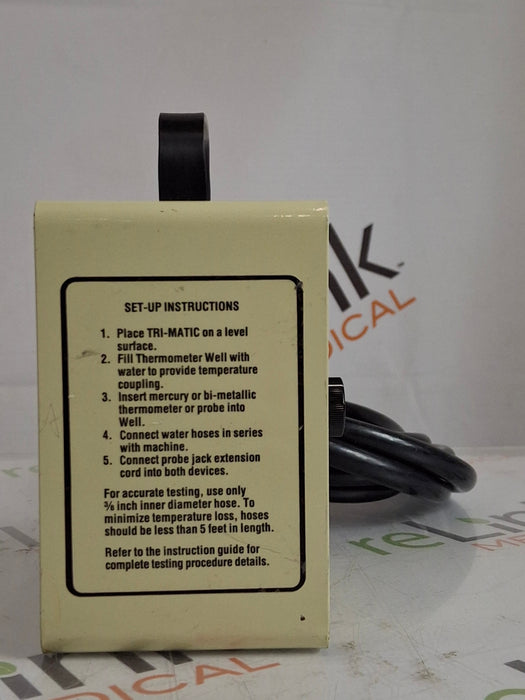 SET-UP INSTRUCTIONS
1. Place TRI-MATIC on a level
surface.
2. Fill Thermometer Well with
water to provide temperature
coupling.
3. Insert mercury or bi-metallic
thermometer or probe into
Well.
4. Connect water hoses in series
with machine.
5. Connect probe jack extension
cord into both devices.
For accurate testing, use only
⅜ inch inner diameter hose. To
minimize temperature loss, hoses
should be less than 5 feet in length.
Refer to the instruction guide for
complete testing procedure details.